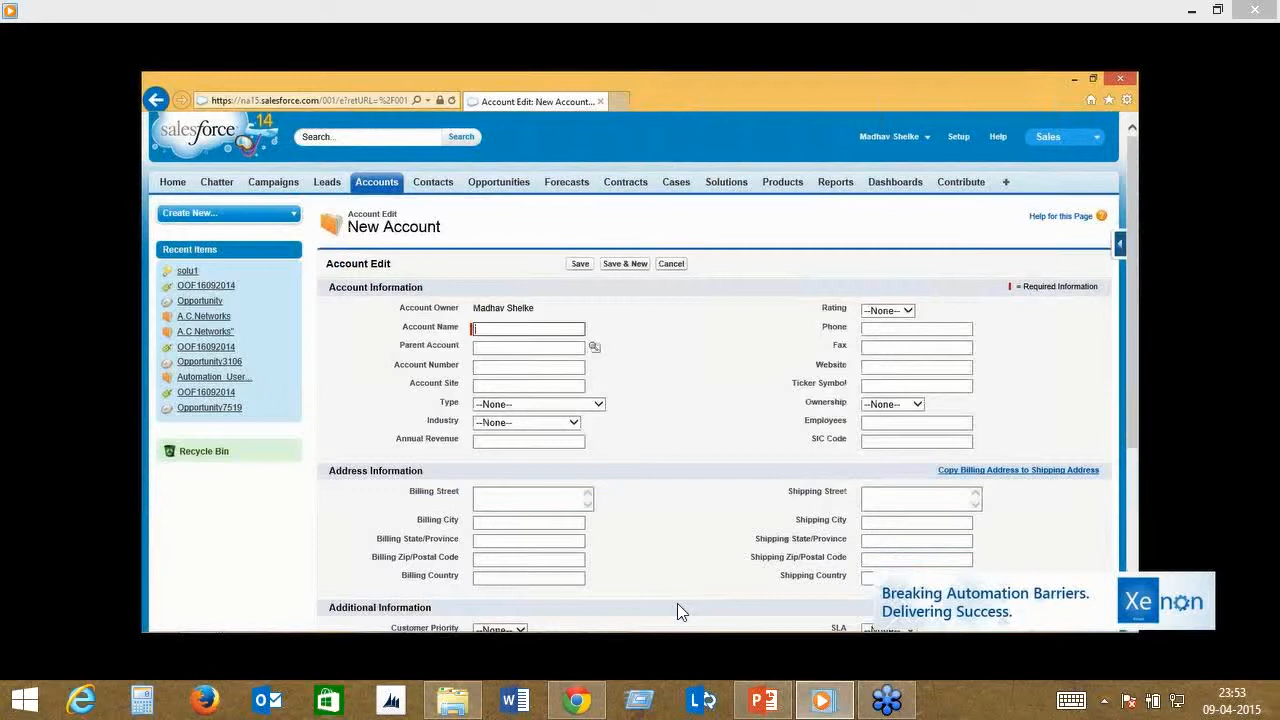 https://na15.salesforce.com/001/e?retURL=%2F001
Account Edit: New Account...
salesforce
14
Search...
Search
Madhav Shelke
Setup
Help
Sales
Home
Chatter
Campaigns
Leads
Accounts
Contacts
Opportunities
Forecasts
Contracts
Cases
Solutions
Products
Reports
Dashboards
Contribute
+
Create New...
Recent Items
solu1
OOF16092014
Opportunity
A.C.Networks
A.C.Networks"
OOF16092014
Opportunity3106
Automation_User...
OOF16092014
Opportunity7519
Recycle Bin
Account Edit
New Account
Help for this Page ?
Account Edit
Save
Save & New
Cancel
Account Information
= Required Information
Account Owner Madhav Shelke
Rating --None--
Account Name
Phone
Parent Account
Fax
Account Number
Website
Account Site
Ticker Symbol
Type --None--
Ownership --None--
Industry --None--
Employees
Annual Revenue
SIC Code
Address Information
Copy Billing Address to Shipping Address
Billing Street
Shipping Street
Billing City
Shipping City
Billing State/Province
Shipping State/Province
Billing Zip/Postal Code
Shipping Zip/Postal Code
Billing Country
Shipping Country
Additional Information
Customer Priority --None--
SLA
Breaking Automation Barriers.
Delivering Success.
Xenon
23:53
09-04-2015